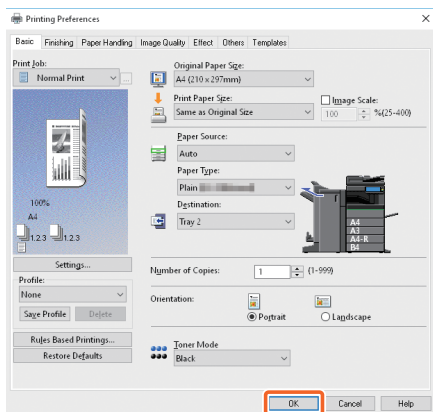 Printing Preferences
Basic Finishing Paper Handling Image Quality Effect Others Templates
Print Job:
Normal Print ...
100%
A4
1.2.3 1.2.3
Settings...
Profile:
None
Save Profile Delete
Rules Based Printings...
Restore Defaults
Original Paper Size:
A4 (210 x 297mm)
Print Paper Size:
Same as Original Size
Image Scale:
100 %(25-400)
Paper Source:
Auto
Paper Type:
Plain
Destination:
Tray 2
A4
A3
A4-R
B4
Number of Copies: 1 (1-999)
Orientation:
Portrait Landscape
Toner Mode
Black
OK Cancel Help